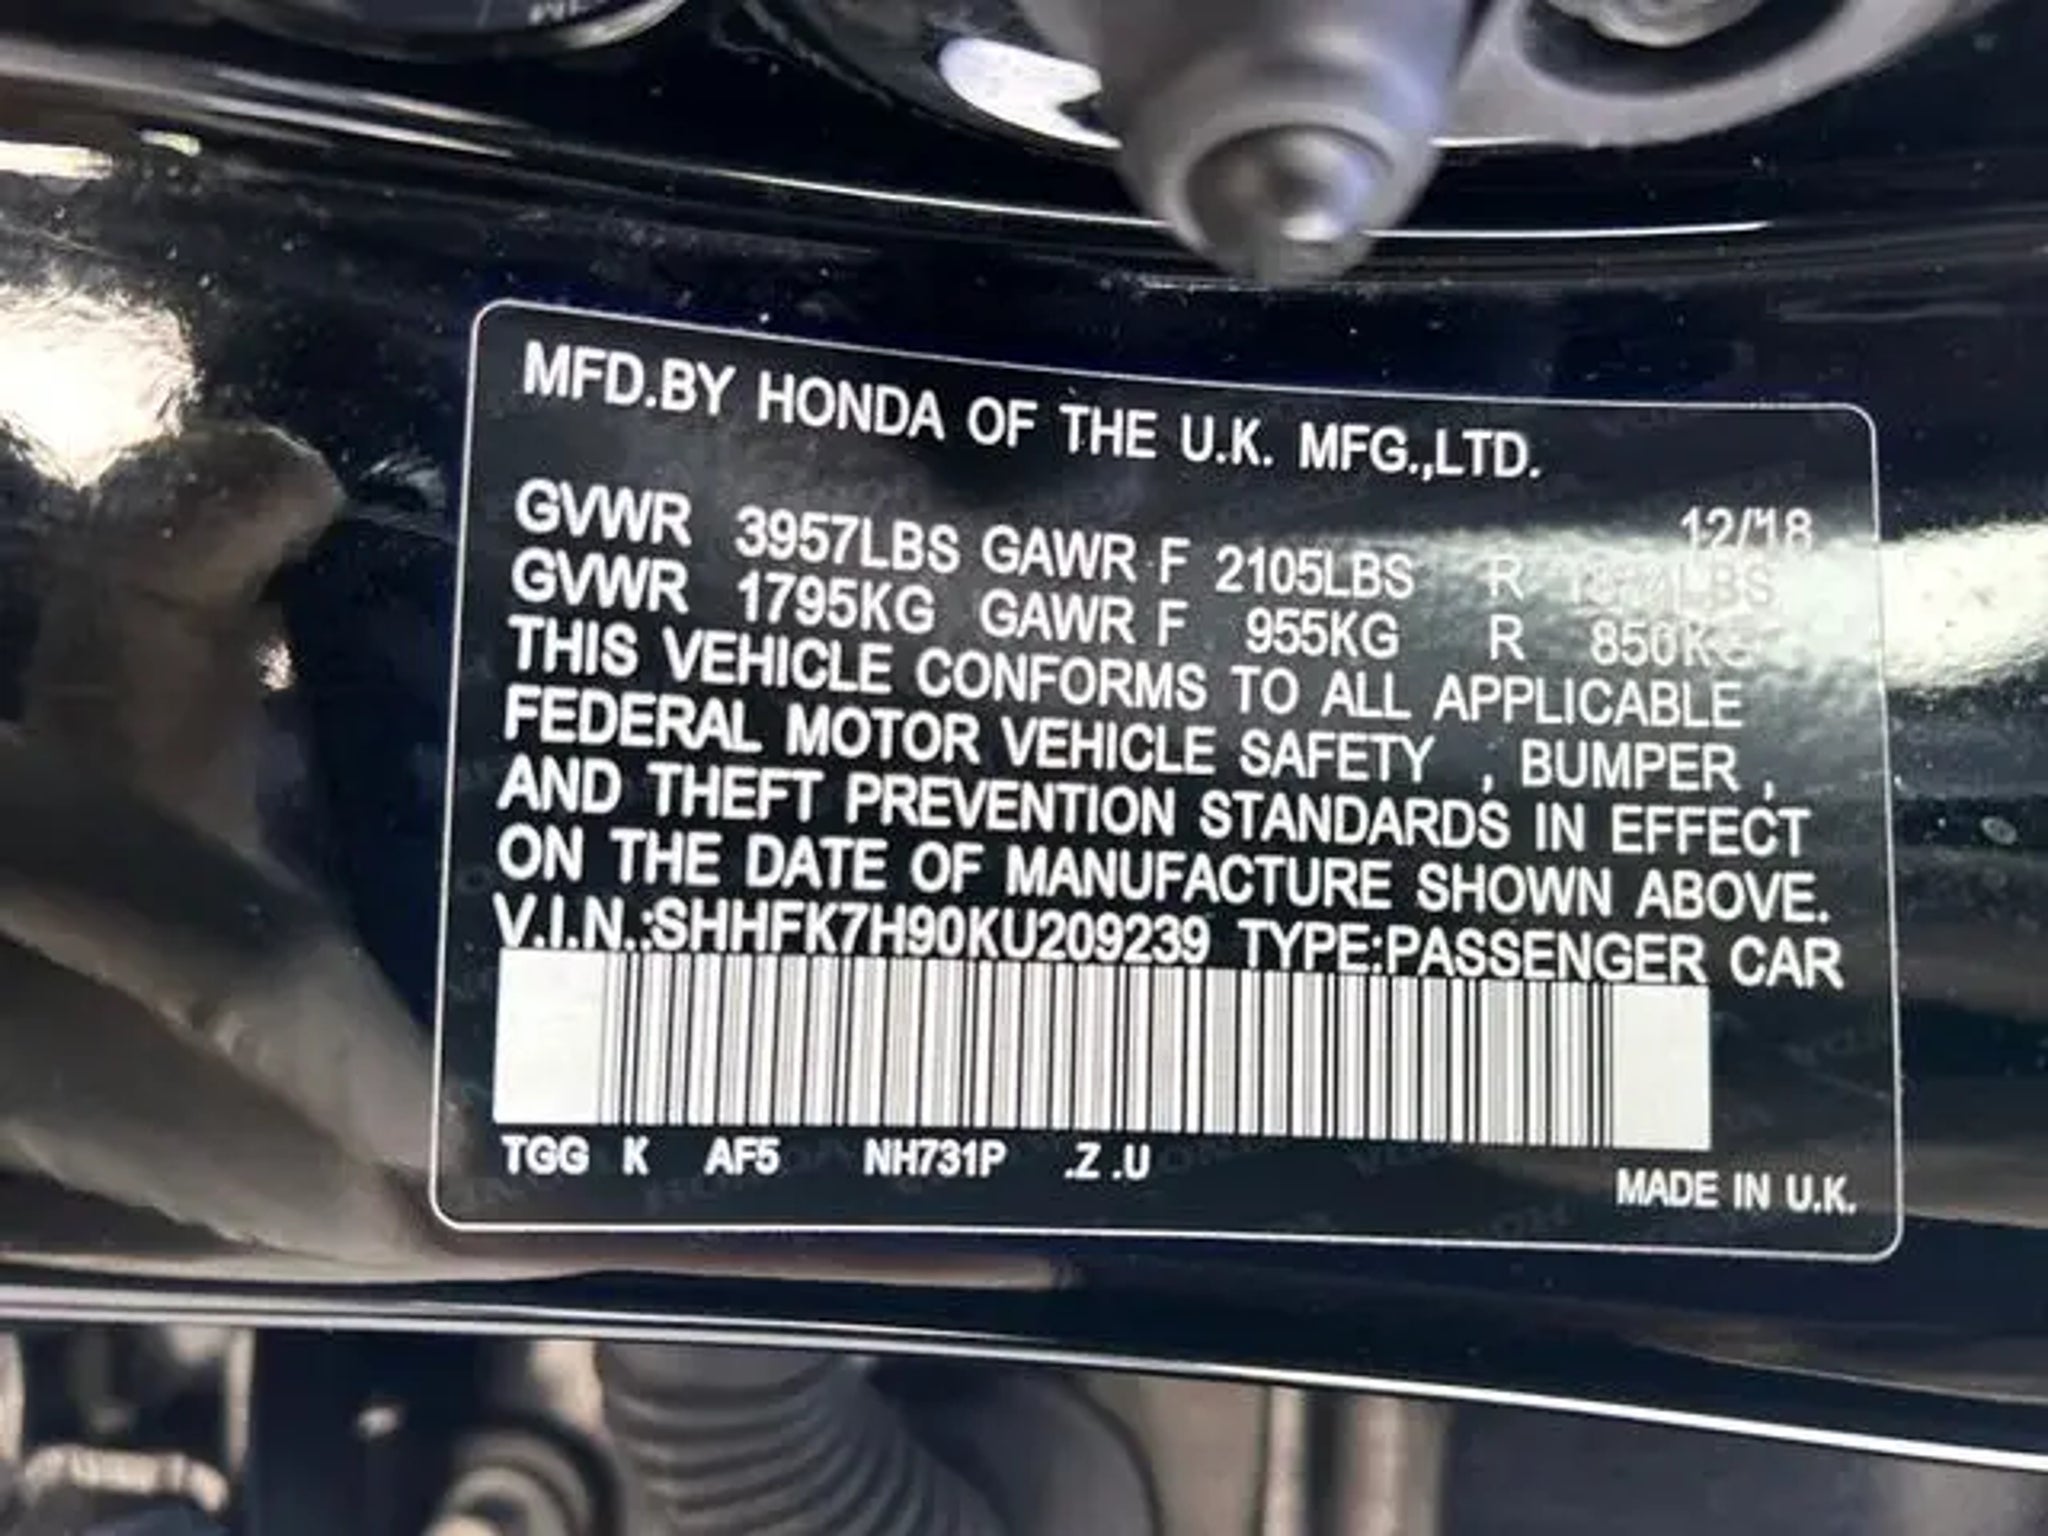 MFD.BY HONDA OF THE U.K. MFG.,LTD.
12/'18
GVWR 3957LBS GAWR F 2105LBS R
GVWR 1795KG GAWR F 955KG R 850KG
THIS VEHICLE CONFORMS TO ALL APPLICABLE
FEDERAL MOTOR VEHICLE SAFETY , BUMPER ,
AND THEFT PREVENTION STANDARDS IN EFFECT
ON THE DATE OF MANUFACTURE SHOWN ABOVE.
V.I.N.:SHHFK7H90KU209239 TYPE:PASSENGER CAR
TGG K AF5 NH731P .Z .U
MADE IN U.K.